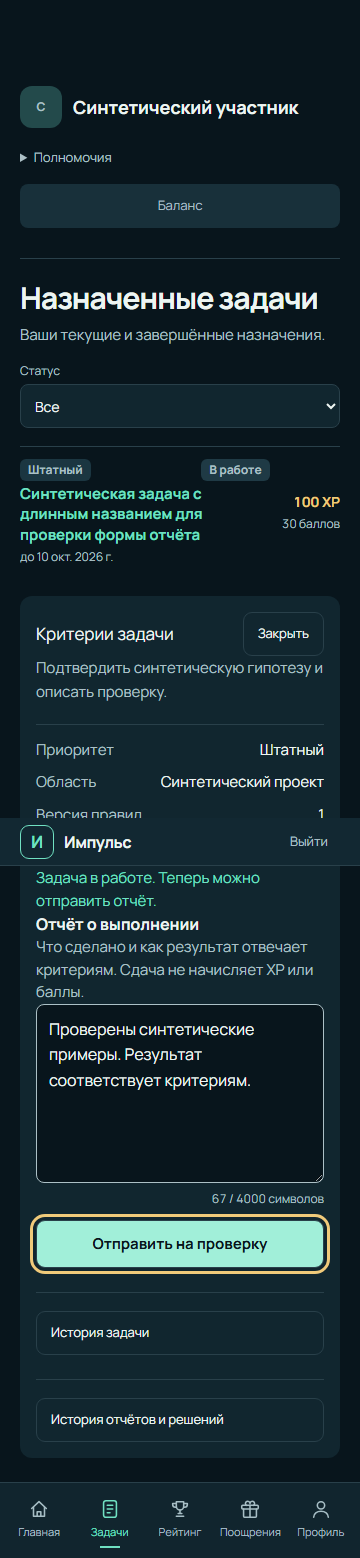 С
Синтетический участник
Полномочия
Баланс
Назначенные задачи
Ваши текущие и завершённые назначения.
Статус
Все
Штатный
В работе
Синтетическая задача с
длинным названием для
проверки формы отчёта
до 10 окт. 2026 г.
100 XP
30 баллов
Критерии задачи
Закрыть
Подтвердить синтетическую гипотезу и
описать проверку.
Приоритет
Штатный
Область
Синтетический проект
Версия правил
1
И
Импульс
Выйти
Задача в работе. Теперь можно
отправить отчёт.
Отчёт о выполнении
Что сделано и как результат отвечает
критериям. Сдача не начисляет XP или
баллы.
Проверены синтетические
примеры. Результат
соответствует критериям.
67 / 4000 символов
Отправить на проверку
История задачи
История отчётов и решений
Главная
Задачи
Рейтинг
Поощрения
Профиль